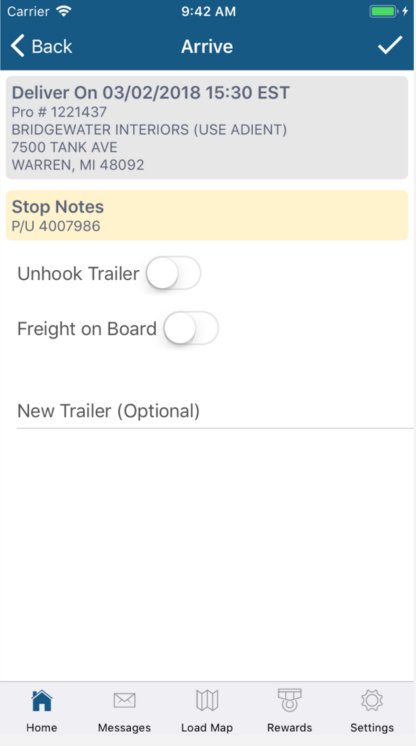 Carrier 9:42 AM
Back Arrive
Deliver On 03/02/2018 15:30 EST
Pro # 1221437
BRIDGEWATER INTERIORS (USE ADIENT)
7500 TANK AVE
WARREN, MI 48092
Stop Notes
P/U 4007986
Unhook Trailer
Freight on Board
New Trailer (Optional)
Home Messages Load Map Rewards Settings